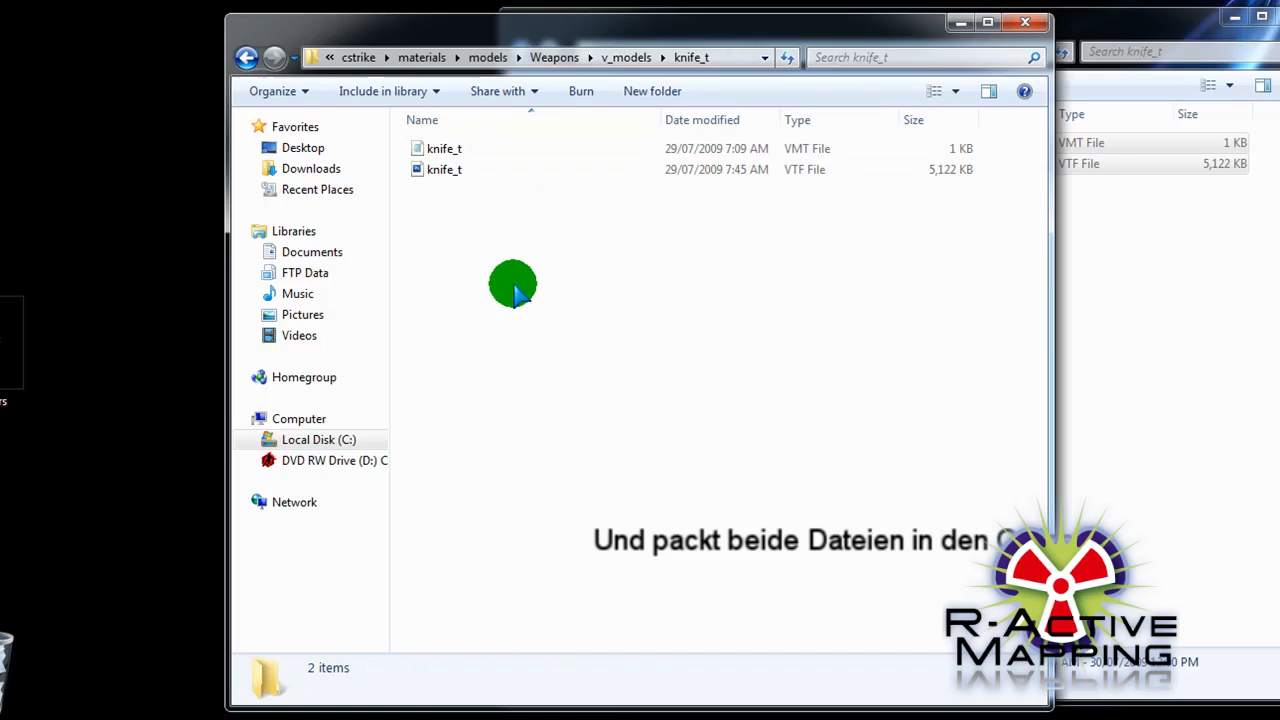 « cstrike ▸ materials ▸ models ▸ Weapons ▸ v_models ▸ knife_t
Search knife_t
Search knife_t
Organize Include in library Share with Burn New folder
Name Date modified Type Size
Type Size
knife_t 29/07/2009 7:09 AM VMT File 1 KB
VMT File 1 KB
knife_t 29/07/2009 7:45 AM VTF File 5,122 KB
VTF File 5,122 KB
Favorites
Desktop
Downloads
Recent Places
Libraries
Documents
FTP Data
Music
Pictures
Videos
Homegroup
Computer
Local Disk (C:)
DVD RW Drive (D:) C
Network
rs
Und packt beide Dateien in den
R-Active
Mapping
2 items
PM